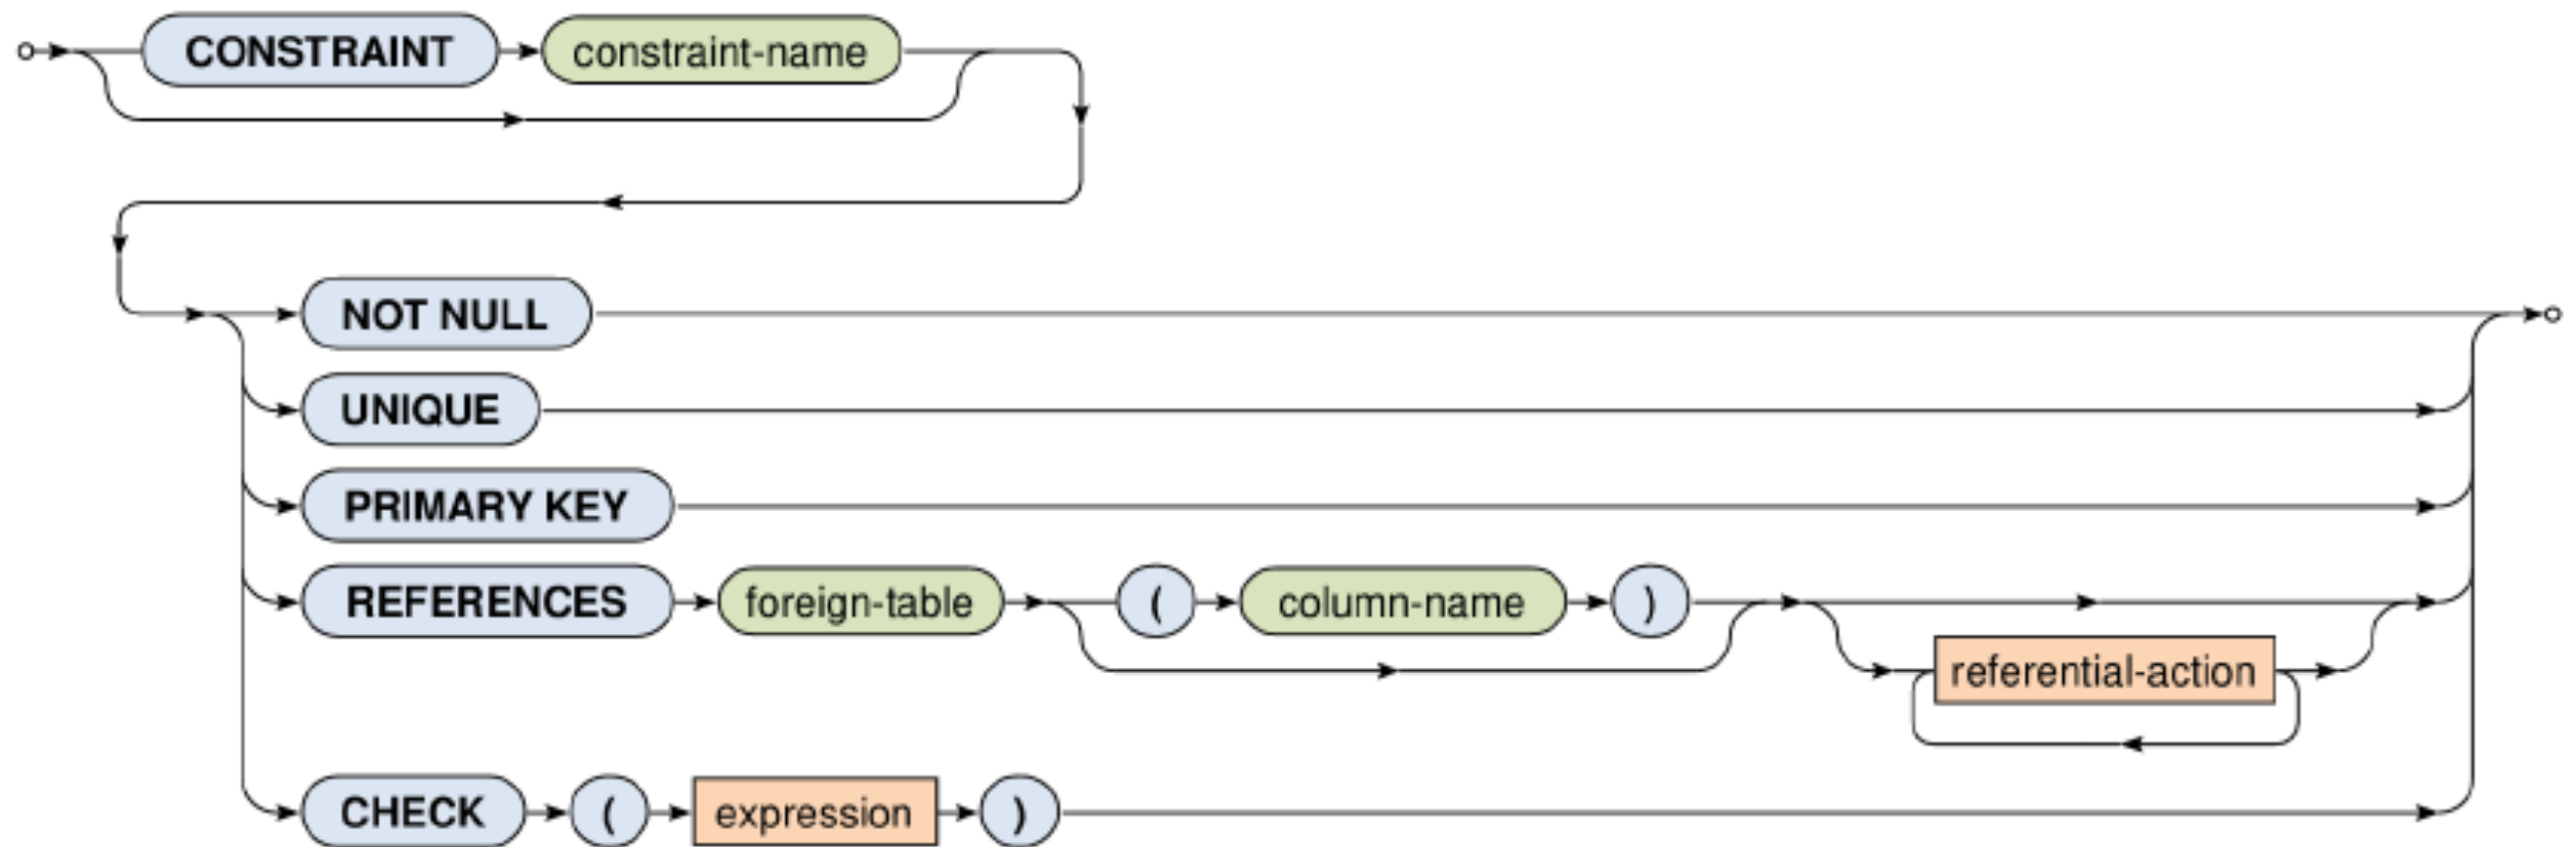 CONSTRAINT constraint-name
NOT NULL
UNIQUE
PRIMARY KEY
REFERENCES foreign-table ( column-name )
referential-action
CHECK ( expression )